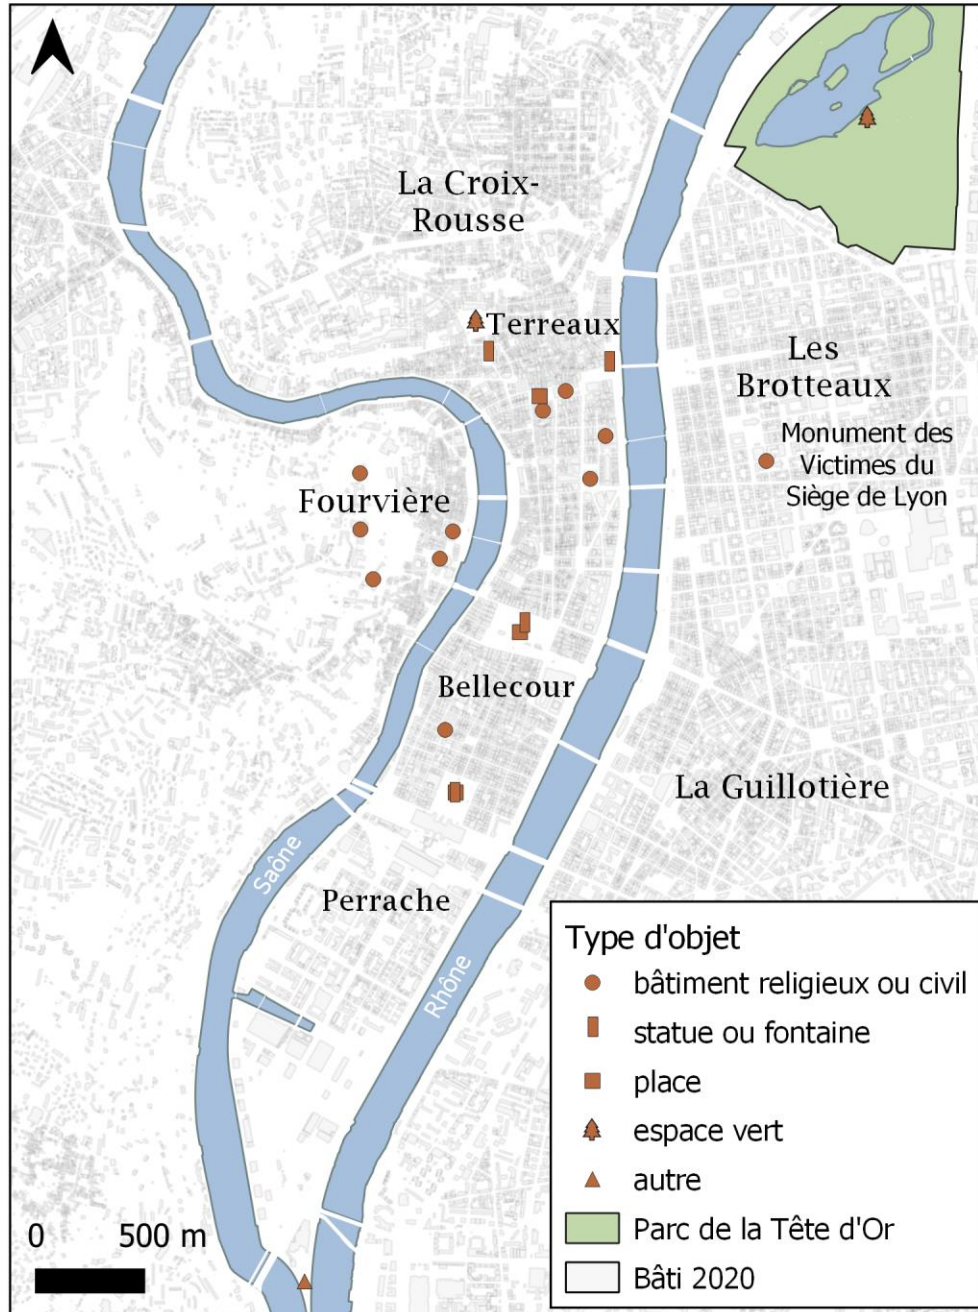 La Croix-
Rousse
Terreaux
Les
Brotteaux
Monument des
Victimes du
Siège de Lyon
Fourvière
Bellecour
La Guillotière
Saône
Perrache
Rhône
Type d'objet
bâtiment religieux ou civil
statue ou fontaine
place
espace vert
autre
Parc de la Tête d'Or
Bâti 2020
0 500 m